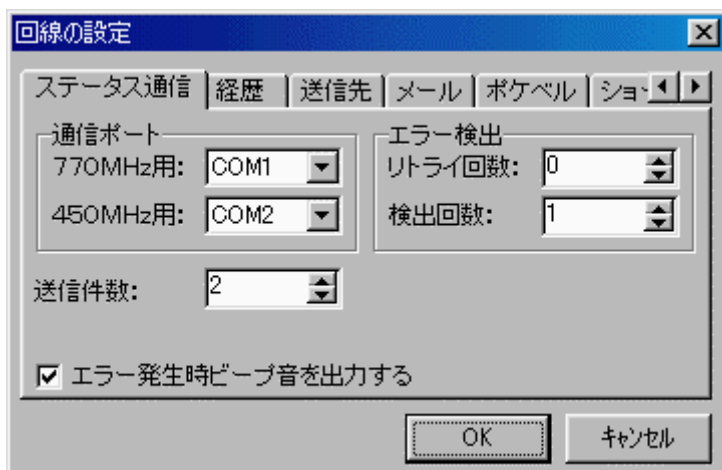 回線の設定
ステータス通信 経歴 送信先 メール ポケベル ショ
通信ポート
770MHz用: COM1
450MHz用: COM2
エラー検出
リトライ回数: 0
検出回数: 1
送信件数: 2
エラー発生時ビープ音を出力する
OK キャンセル